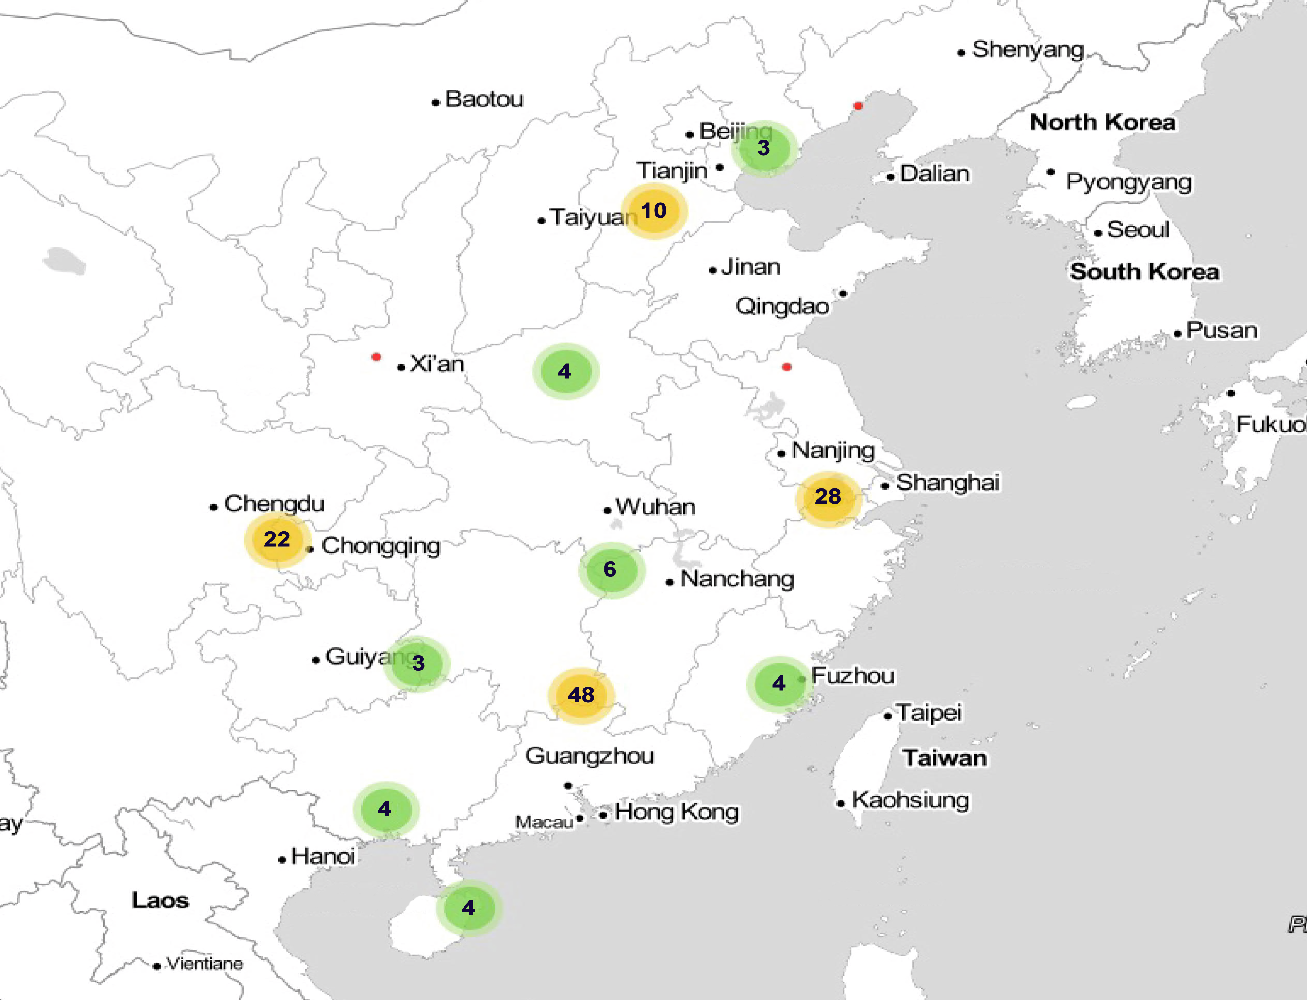 Shenyang
Baotou
North Korea
Beijing
3
Tianjin
Dalian
Pyongyang
10
Taiyuan
Seoul
Jinan
South Korea
Qingdao
Pusan
Xi'an
4
Fukuo
Nanjing
Shanghai
28
Chengdu
Wuhan
22
Chongqing
6
Nanchang
Guiyang
3
4
Fuzhou
48
Taipei
Guangzhou
Taiwan
Kaohsiung
4
Hong Kong
Macau
ay
Hanoi
Laos
4
Vientiane